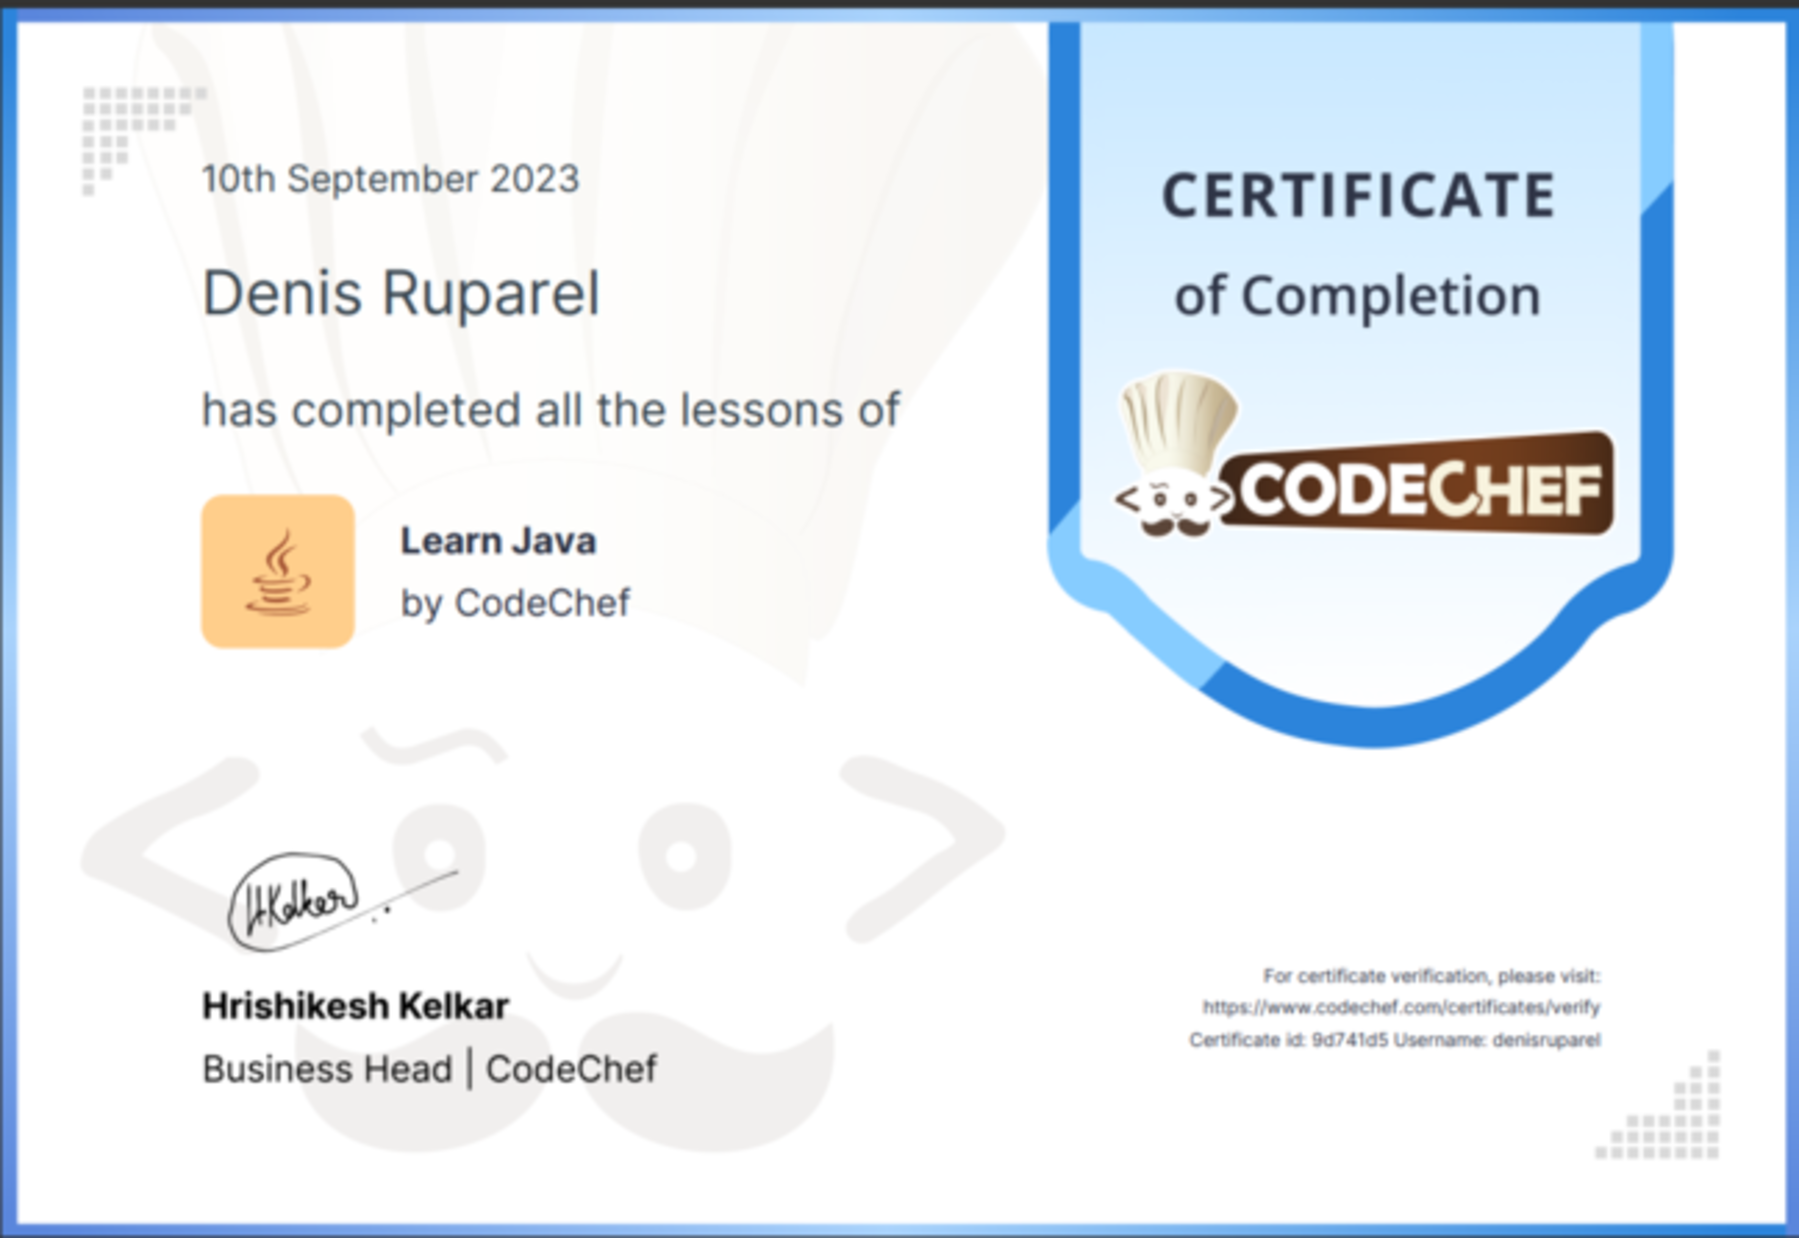 10th September 2023
Denis Ruparel
has completed all the lessons of
Learn Java
by CodeChef
HKelkar
Hrishikesh Kelkar
Business Head | CodeChef
CERTIFICATE
of Completion
CODECHEF
For certificate verification, please visit:
https://www.codechef.com/certificates/verify
Certificate id: 9d741d5 Username: denisruparel